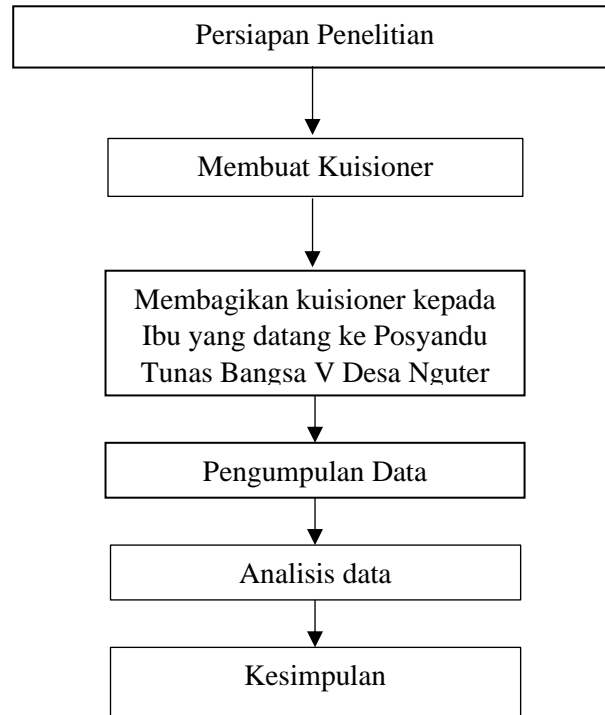 Persiapan Penelitian
Membuat Kuisioner
Membagikan kuisioner kepada
Ibu yang datang ke Posyandu
Tunas Bangsa V Desa Nguter
Pengumpulan Data
Analisis data
Kesimpulan